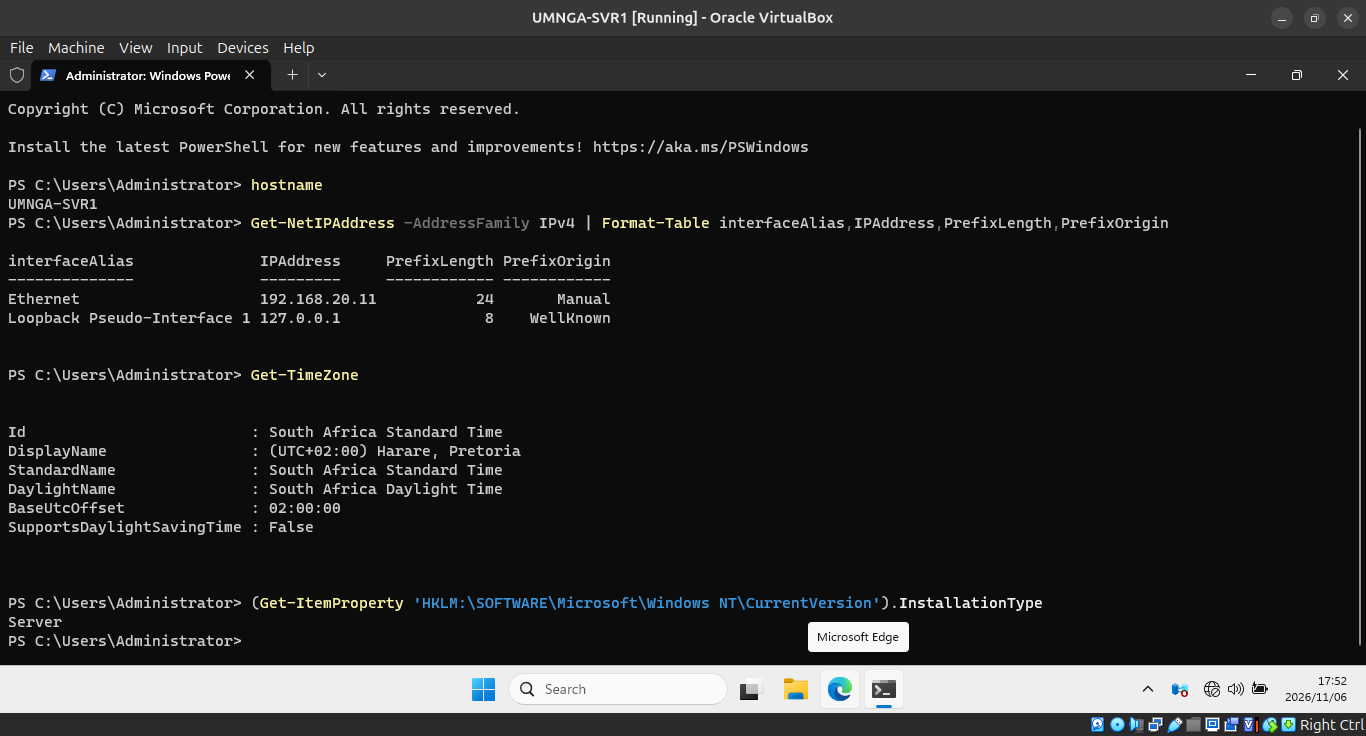 UMNGA-SVR1 [Running] - Oracle VirtualBox
File Machine View Input Devices Help
Administrator: Windows Powe
Copyright (C) Microsoft Corporation. All rights reserved.
Install the latest PowerShell for new features and improvements! https://aka.ms/PSWindows
PS C:\Users\Administrator> hostname
UMNGA-SVR1
PS C:\Users\Administrator> Get-NetIPAddress -AddressFamily IPv4 | Format-Table interfaceAlias,IPAddress,PrefixLength,PrefixOrigin
interfaceAlias IPAddress PrefixLength PrefixOrigin
-------------- --------- ------------ ------------
Ethernet 192.168.20.11 24 Manual
Loopback Pseudo-Interface 1 127.0.0.1 8 WellKnown
PS C:\Users\Administrator> Get-TimeZone
Id : South Africa Standard Time
DisplayName : (UTC+02:00) Harare, Pretoria
StandardName : South Africa Standard Time
DaylightName : South Africa Daylight Time
BaseUtcOffset : 02:00:00
SupportsDaylightSavingTime : False
PS C:\Users\Administrator> (Get-ItemProperty 'HKLM:\SOFTWARE\Microsoft\Windows NT\CurrentVersion').InstallationType
Server
PS C:\Users\Administrator>
Microsoft Edge
Search
17:52
2026/11/06
Right Ctrl